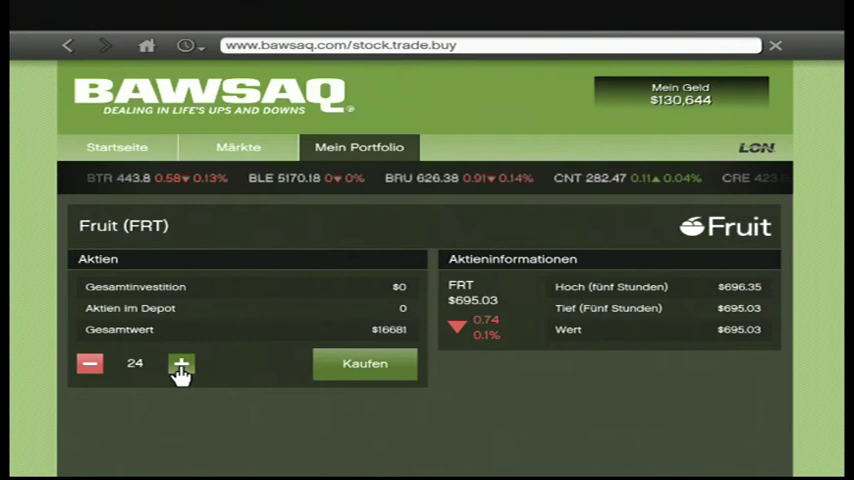 www.bawsaq.com/stock.trade.buy
BAWSAQ
DEALING IN LIFE'S UPS AND DOWNS
Mein Geld
$130,644
Startseite Märkte Mein Portfolio LCN
BTR 443.8 0.58▼0.13% BLE 5170.18 0▼0% BRU 626.38 0.91▼0.14% CNT 282.47 0.11▲0.04% CRE 423.
Fruit (FRT)
Fruit
Aktien
Gesamtinvestition $0
Aktien im Depot 0
Gesamtwert $16681
− 24 +
Kaufen
Aktieninformationen
FRT
$695.03
0.74
0.1%
Hoch (fünf Stunden) $696.35
Tief (Fünf Stunden) $695.03
Wert $695.03